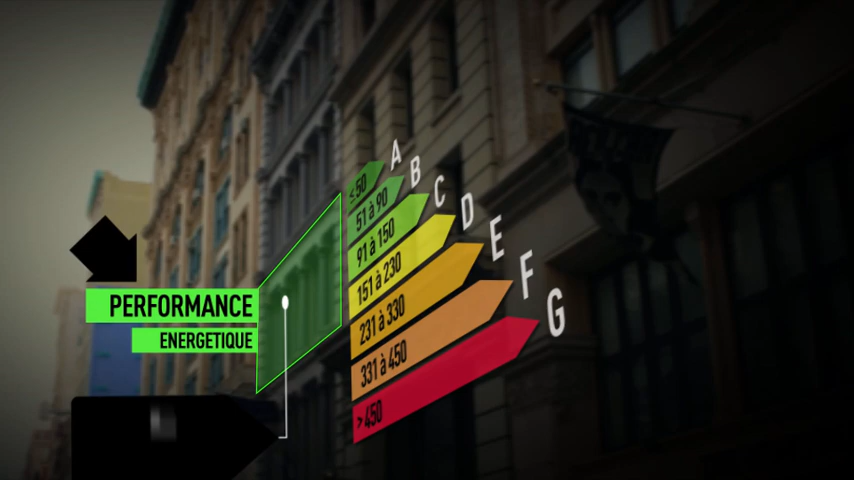 PERFORMANCE
ENERGETIQUE
≤50 A
51 à 90 B
91 à 150 C
151 à 230 D
231 à 330 E
331 à 450 F
> 450 G